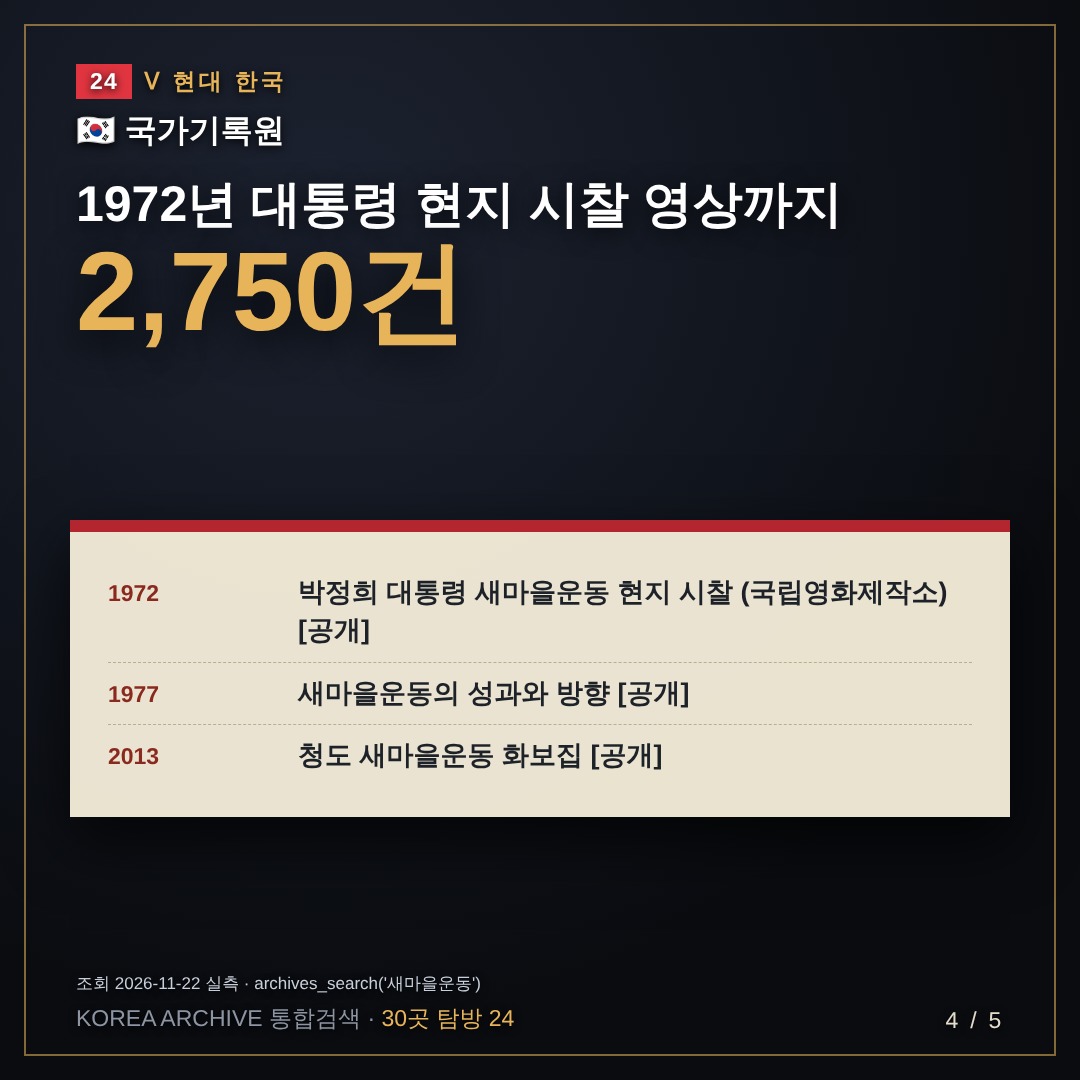 24 V 현대 한국
국가기록원
1972년 대통령 현지 시찰 영상까지
2,750건
1972 박정희 대통령 새마을운동 현지 시찰 (국립영화제작소)
[공개]
1977 새마을운동의 성과와 방향 [공개]
2013 청도 새마을운동 화보집 [공개]
조회 2026-11-22 실측 · archives_search('새마을운동')
KOREA ARCHIVE 통합검색 · 30곳 탐방 24
4 / 5